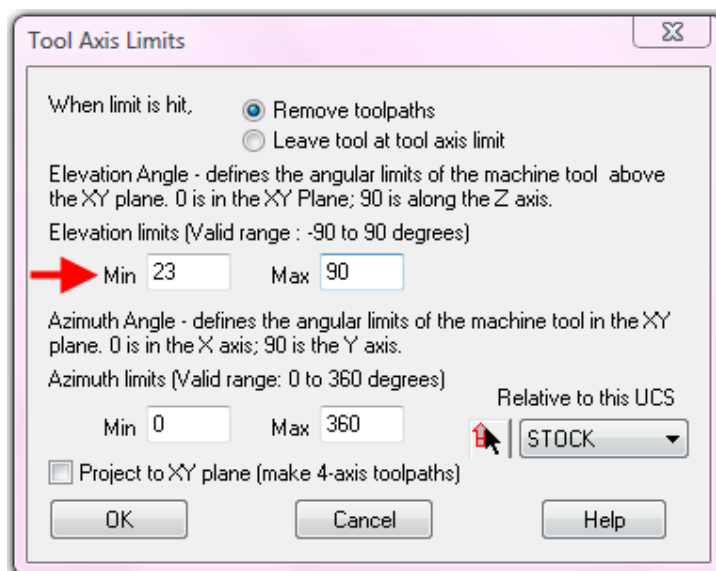 Tool Axis Limits
When limit is hit,
Remove toolpaths
Leave tool at tool axis limit
Elevation Angle - defines the angular limits of the machine tool above
the XY plane. 0 is in the XY Plane; 90 is along the Z axis.
Elevation limits (Valid range : -90 to 90 degrees)
Min 23 Max 90
Azimuth Angle - defines the angular limits of the machine tool in the XY
plane. 0 is in the X axis; 90 is the Y axis.
Azimuth limits (Valid range: 0 to 360 degrees)
Relative to this UCS
Min 0 Max 360 STOCK
Project to XY plane (make 4-axis toolpaths)
OK Cancel Help